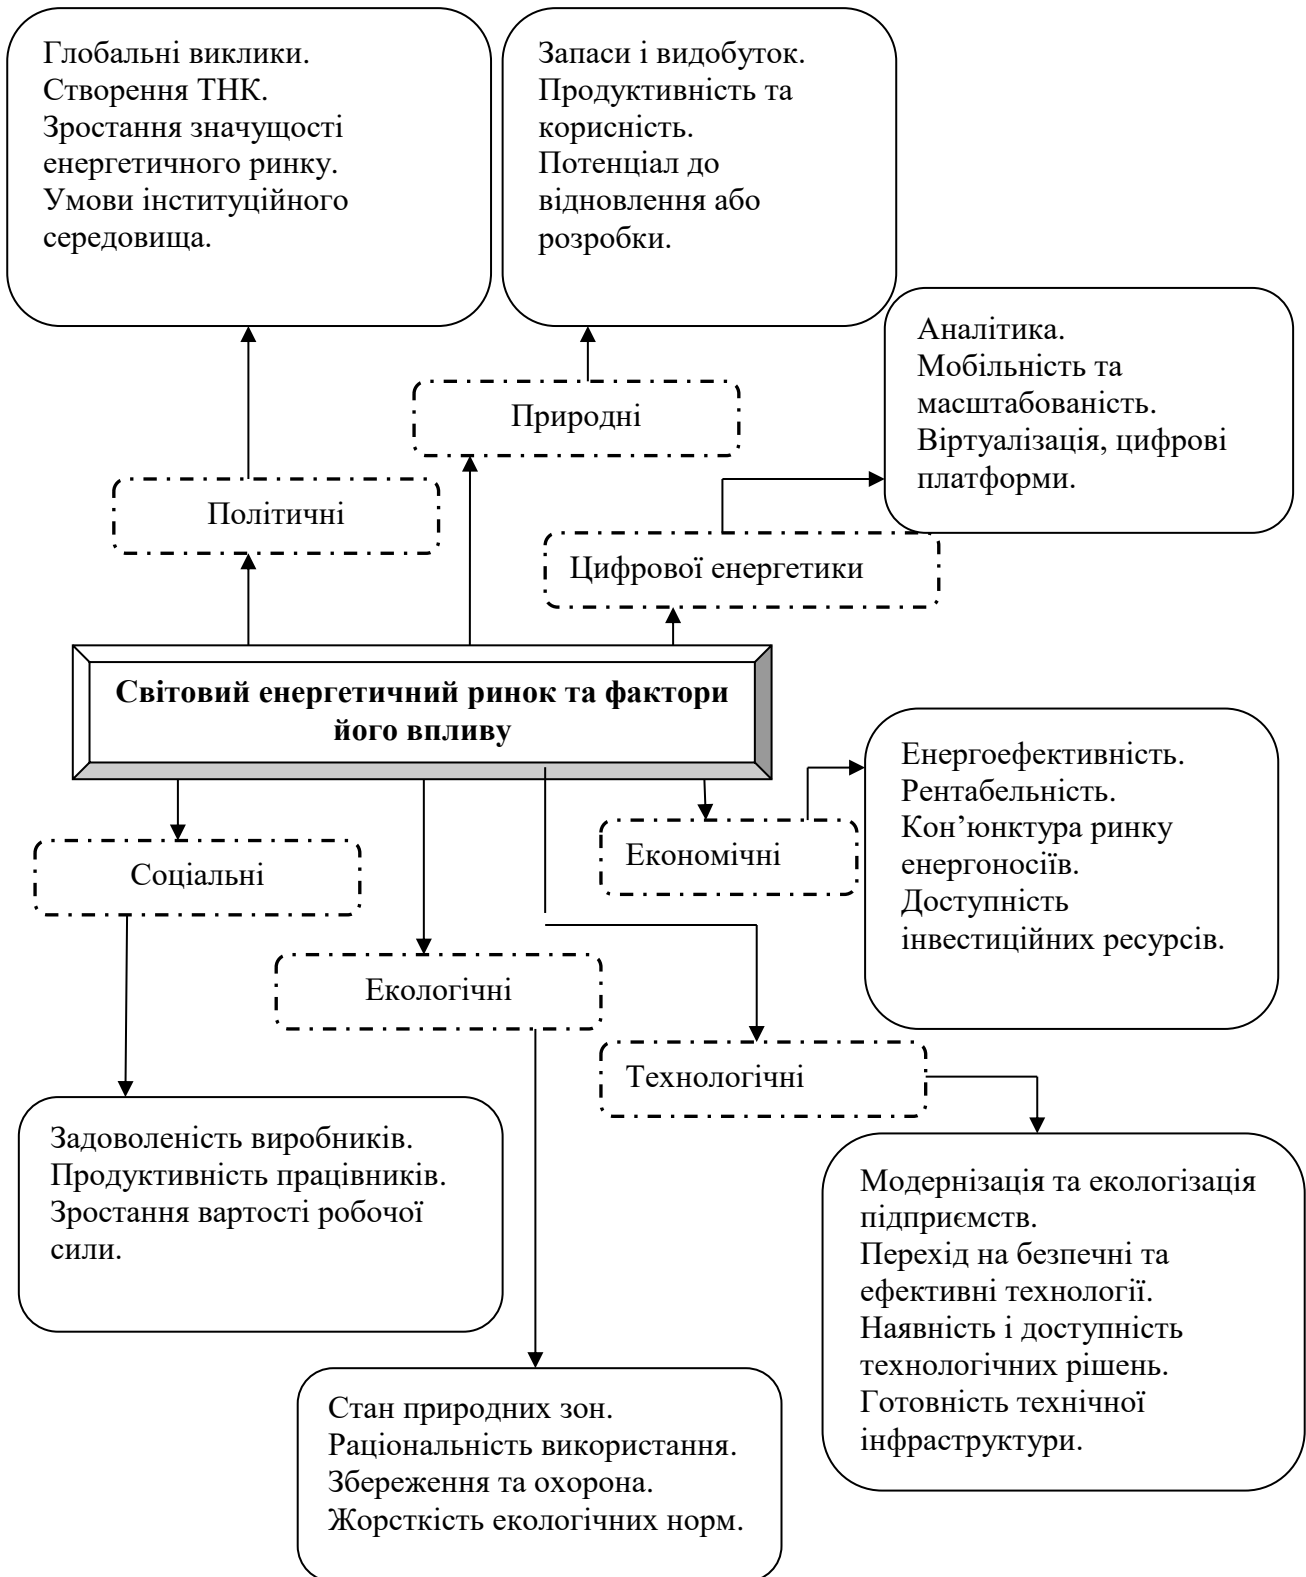 Глобальні виклики.
Створення ТНК.
Зростання значущості
енергетичного ринку.
Умови інституційного
середовища.
Запаси і видобуток.
Продуктивність та
корисність.
Потенціал до
відновлення або
розробки.
Аналітика.
Мобільність та
масштабованість.
Віртуалізація, цифрові
платформи.
Природні
Політичні
Цифрової енергетики
Світовий енергетичний ринок та фактори
його впливу
Енергоефективність.
Рентабельність.
Кон’юнктура ринку
енергоносіїв.
Доступність
інвестиційних ресурсів.
Економічні
Соціальні
Екологічні
Технологічні
Задоволеність виробників.
Продуктивність працівників.
Зростання вартості робочої
сили.
Модернізація та екологізація
підприємств.
Перехід на безпечні та
ефективні технології.
Наявність і доступність
технологічних рішень.
Готовність технічної
інфраструктури.
Стан природних зон.
Раціональність використання.
Збереження та охорона.
Жорсткість екологічних норм.